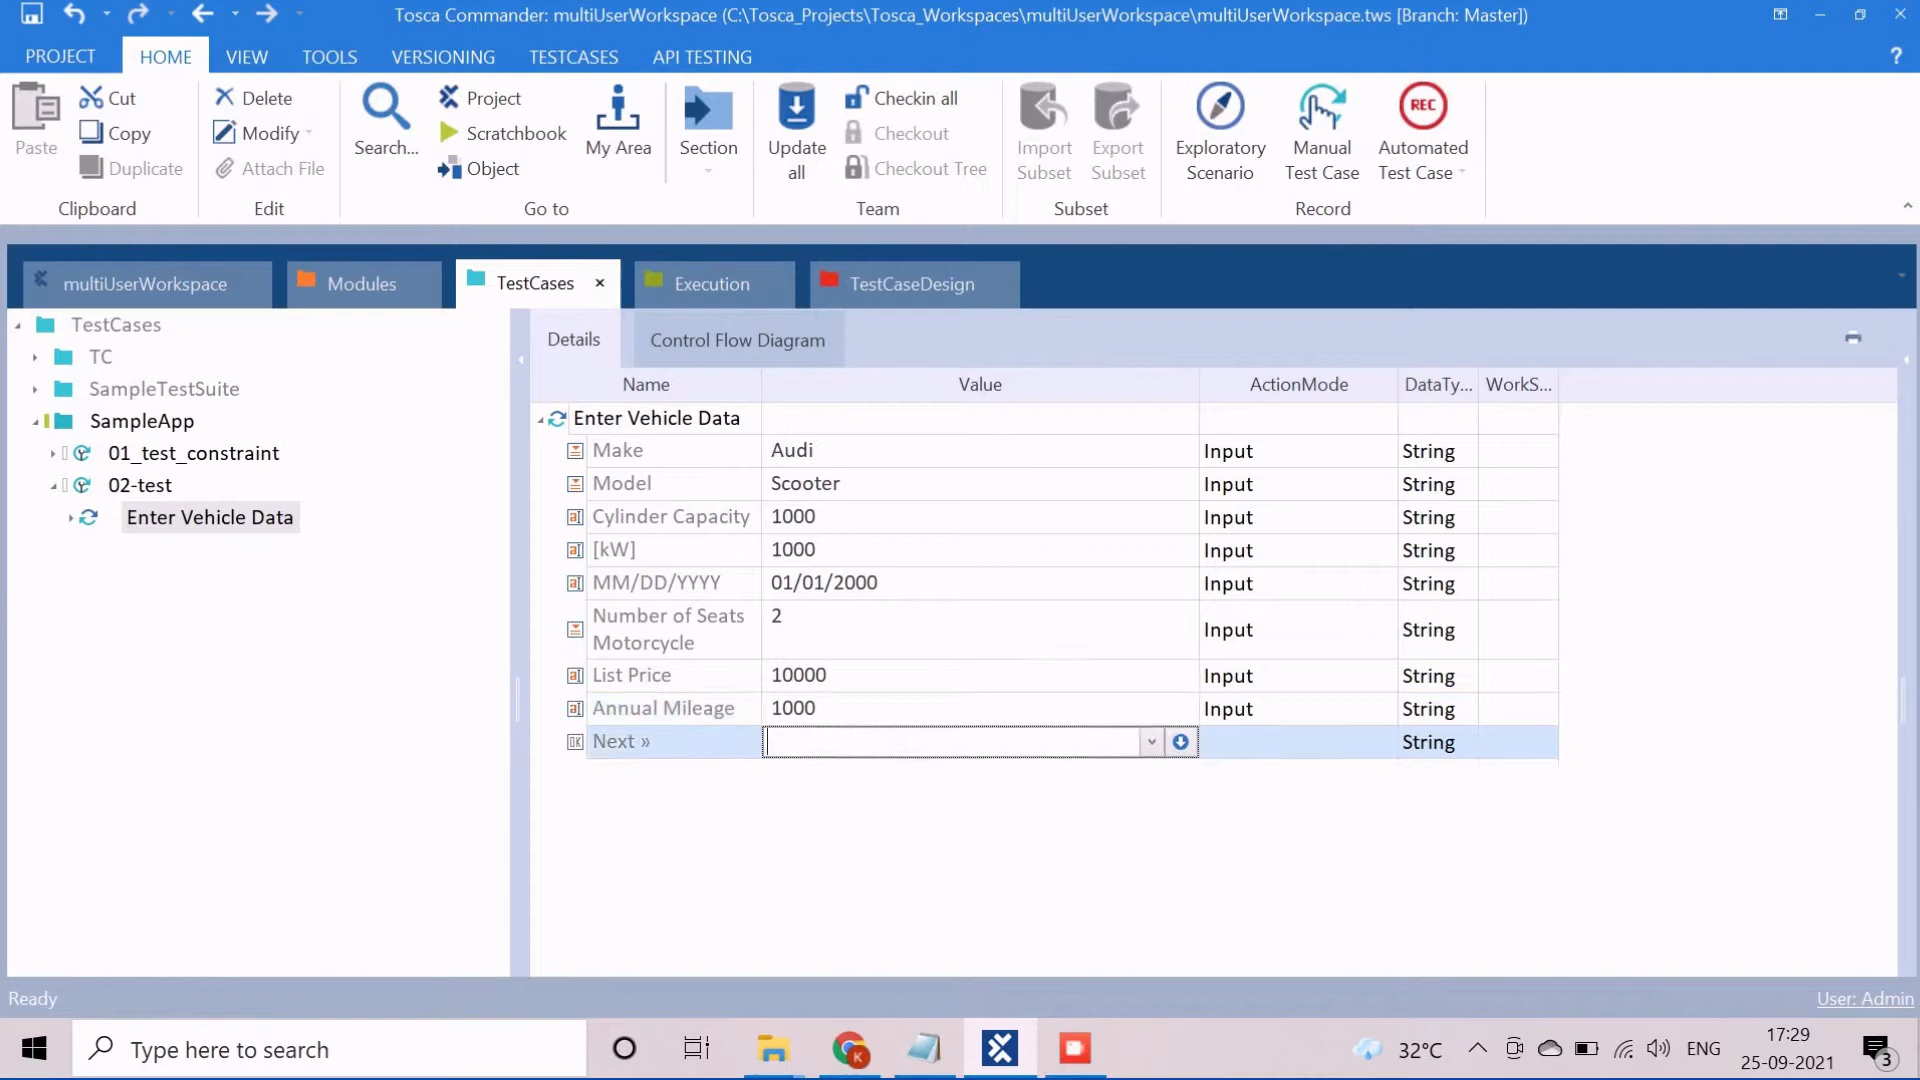 Tosca Commander: multiUserWorkspace (C:\Tosca_Projects\Tosca_Workspaces\multiUserWorkspace\multiUserWorkspace.tws [Branch: Master])
PROJECT HOME VIEW TOOLS VERSIONING TESTCASES API TESTING ?
Paste
Cut
Copy
Duplicate
Clipboard
Delete
Modify
Attach File
Edit
Search...
Project
Scratchbook
Object
My Area
Section
Go to
Update all
Checkin all
Checkout
Checkout Tree
Team
Import Subset
Export Subset
Subset
Exploratory Scenario
Manual Test Case
REC
Automated Test Case
Record
multiUserWorkspace Modules TestCases × Execution TestCaseDesign
TestCases
TC
SampleTestSuite
SampleApp
01_test_constraint
02-test
Enter Vehicle Data
Details Control Flow Diagram
Name Value ActionMode DataTy... WorkS...
Enter Vehicle Data
Make Audi Input String
Model Scooter Input String
Cylinder Capacity 1000 Input String
[kW] 1000 Input String
MM/DD/YYYY 01/01/2000 Input String
Number of Seats Motorcycle 2 Input String
List Price 10000 Input String
Annual Mileage 1000 Input String
Next » String
Ready User: Admin
Type here to search
K
32°C
ENG
17:29
25-09-2021
3